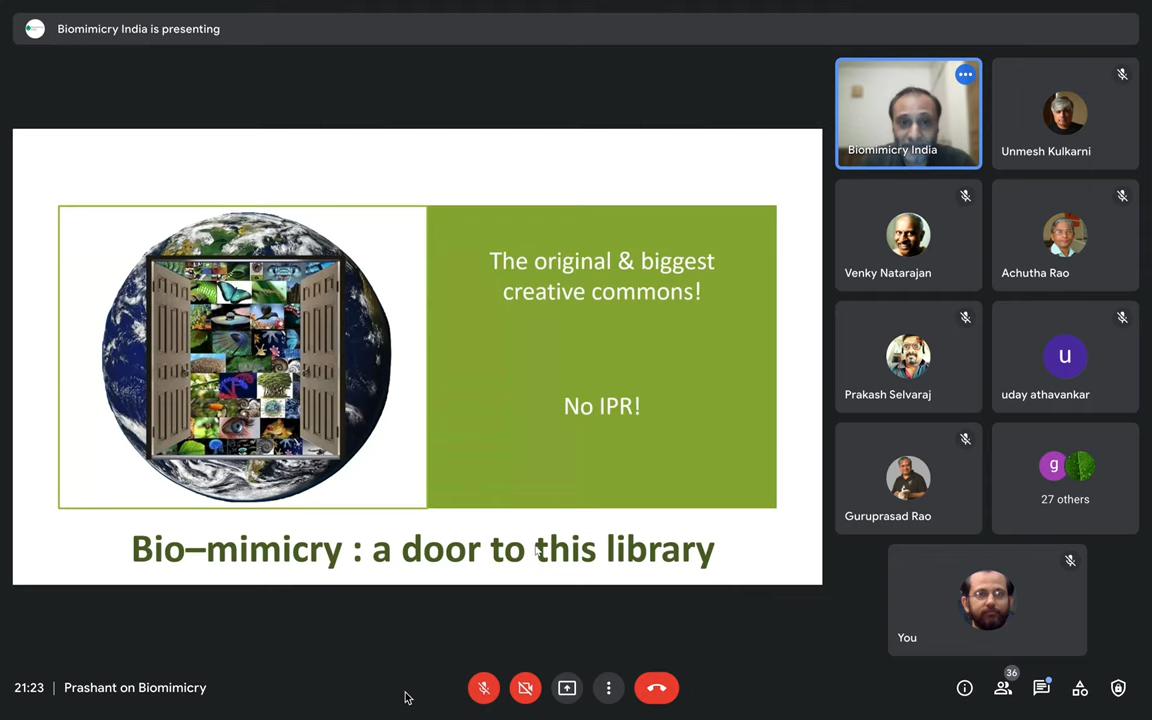 Biomimicry India is presenting
The original & biggest
creative commons!
No IPR!
Bio–mimicry : a door to this library
Biomimicry India
Unmesh Kulkarni
Venky Natarajan
Achutha Rao
Prakash Selvaraj
u
uday athavankar
Guruprasad Rao
g
27 others
You
21:23 | Prashant on Biomimicry
36